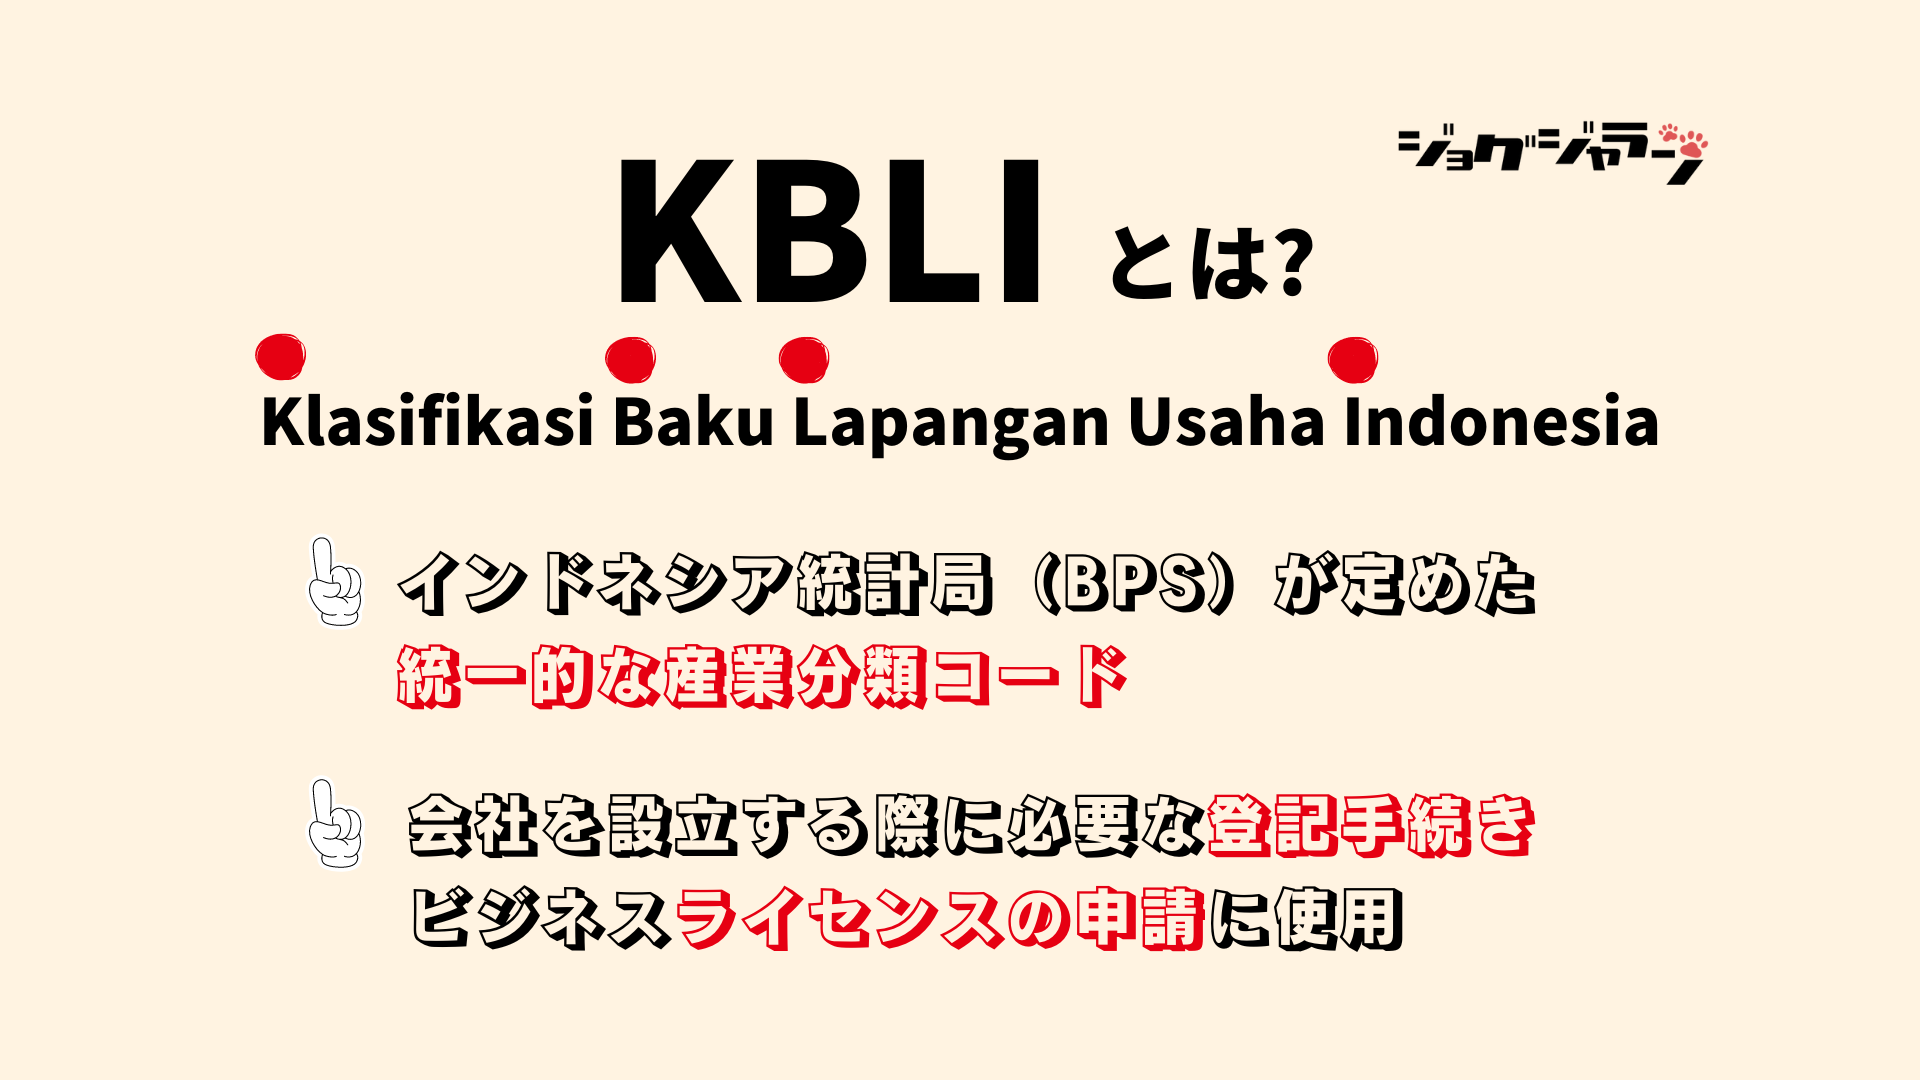 ジョグジャラン
KBLI とは?
Klasifikasi Baku Lapangan Usaha Indonesia
インドネシア統計局（BPS）が定めた
統一的な産業分類コード
会社を設立する際に必要な登記手続き
ビジネスライセンスの申請に使用